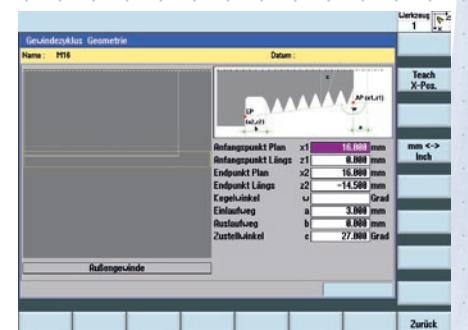 Werkzeug
1
Gewindezyklus Geometrie
Name : M16 Datum :
Teach
X-Pos.
AP (x1,z1)
EP
(x2,z2)
w
b
a
Anfangspunkt Plan x1 16.000 mm
Anfangspunkt Längs z1 0.000 mm
mm <->
Inch
Endpunkt Plan x2 16.000 mm
Endpunkt Längs z2 -14.500 mm
Kegelwinkel w Grad
Einlaufweg a 3.000 mm
Auslaufweg b 0.000 mm
Zustellwinkel c 27.000 Grad
Außengewinde
Zurück